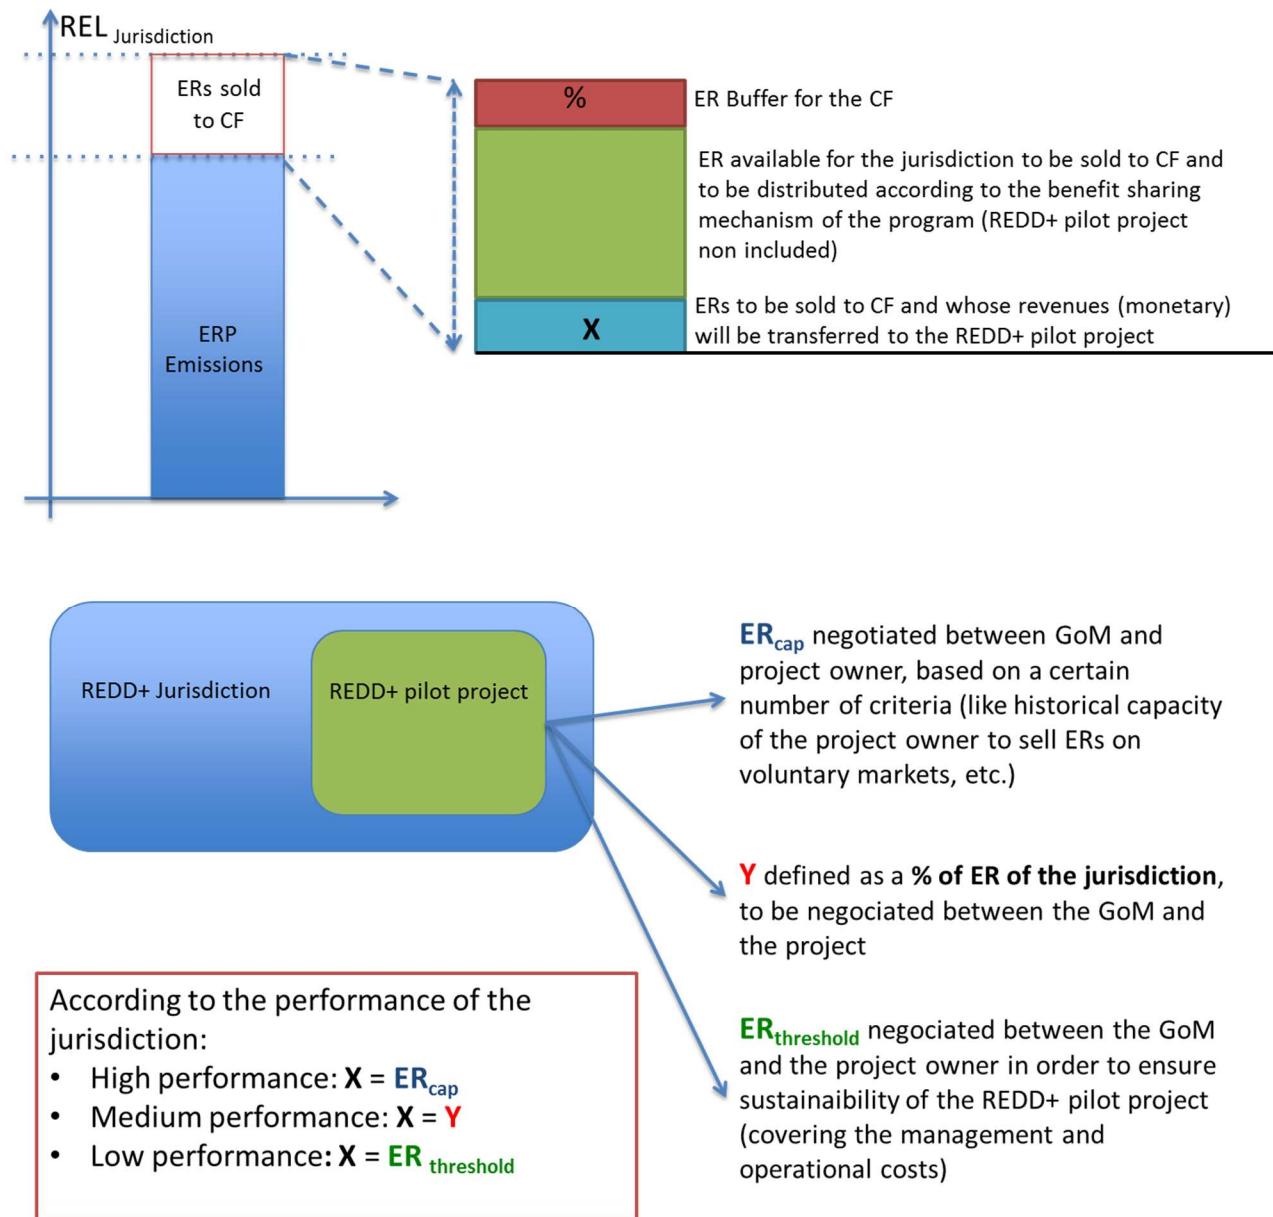 REL Jurisdiction
ERs sold
to CF
ERP
Emissions
%
ER Buffer for the CF
ER available for the jurisdiction to be sold to CF and
to be distributed according to the benefit sharing
mechanism of the program (REDD+ pilot project
non included)
X
ERs to be sold to CF and whose revenues (monetary)
will be transferred to the REDD+ pilot project
REDD+ Jurisdiction
REDD+ pilot project
ERcap negotiated between GoM and
project owner, based on a certain
number of criteria (like historical capacity
of the project owner to sell ERs on
voluntary markets, etc.)
Y defined as a % of ER of the jurisdiction,
to be negociated between the GoM and
the project
ERthreshold negociated between the GoM
and the project owner in order to ensure
sustainaibility of the REDD+ pilot project
(covering the management and
operational costs)
According to the performance of the
jurisdiction:
• High performance: X = ERcap
• Medium performance: X = Y
• Low performance: X = ER threshold